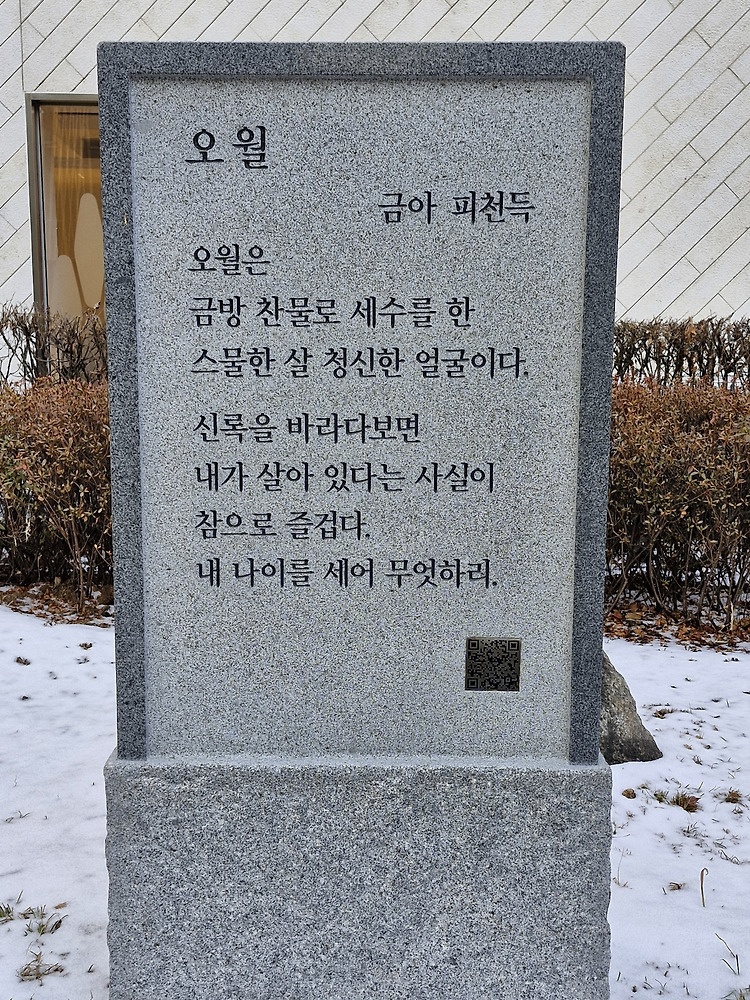 오월
금아 피천득
오월은
금방 찬물로 세수를 한
스물한 살 청신한 얼굴이다.
신록을 바라다보면
내가 살아 있다는 사실이
참으로 즐겁다.
내 나이를 세어 무엇하리.